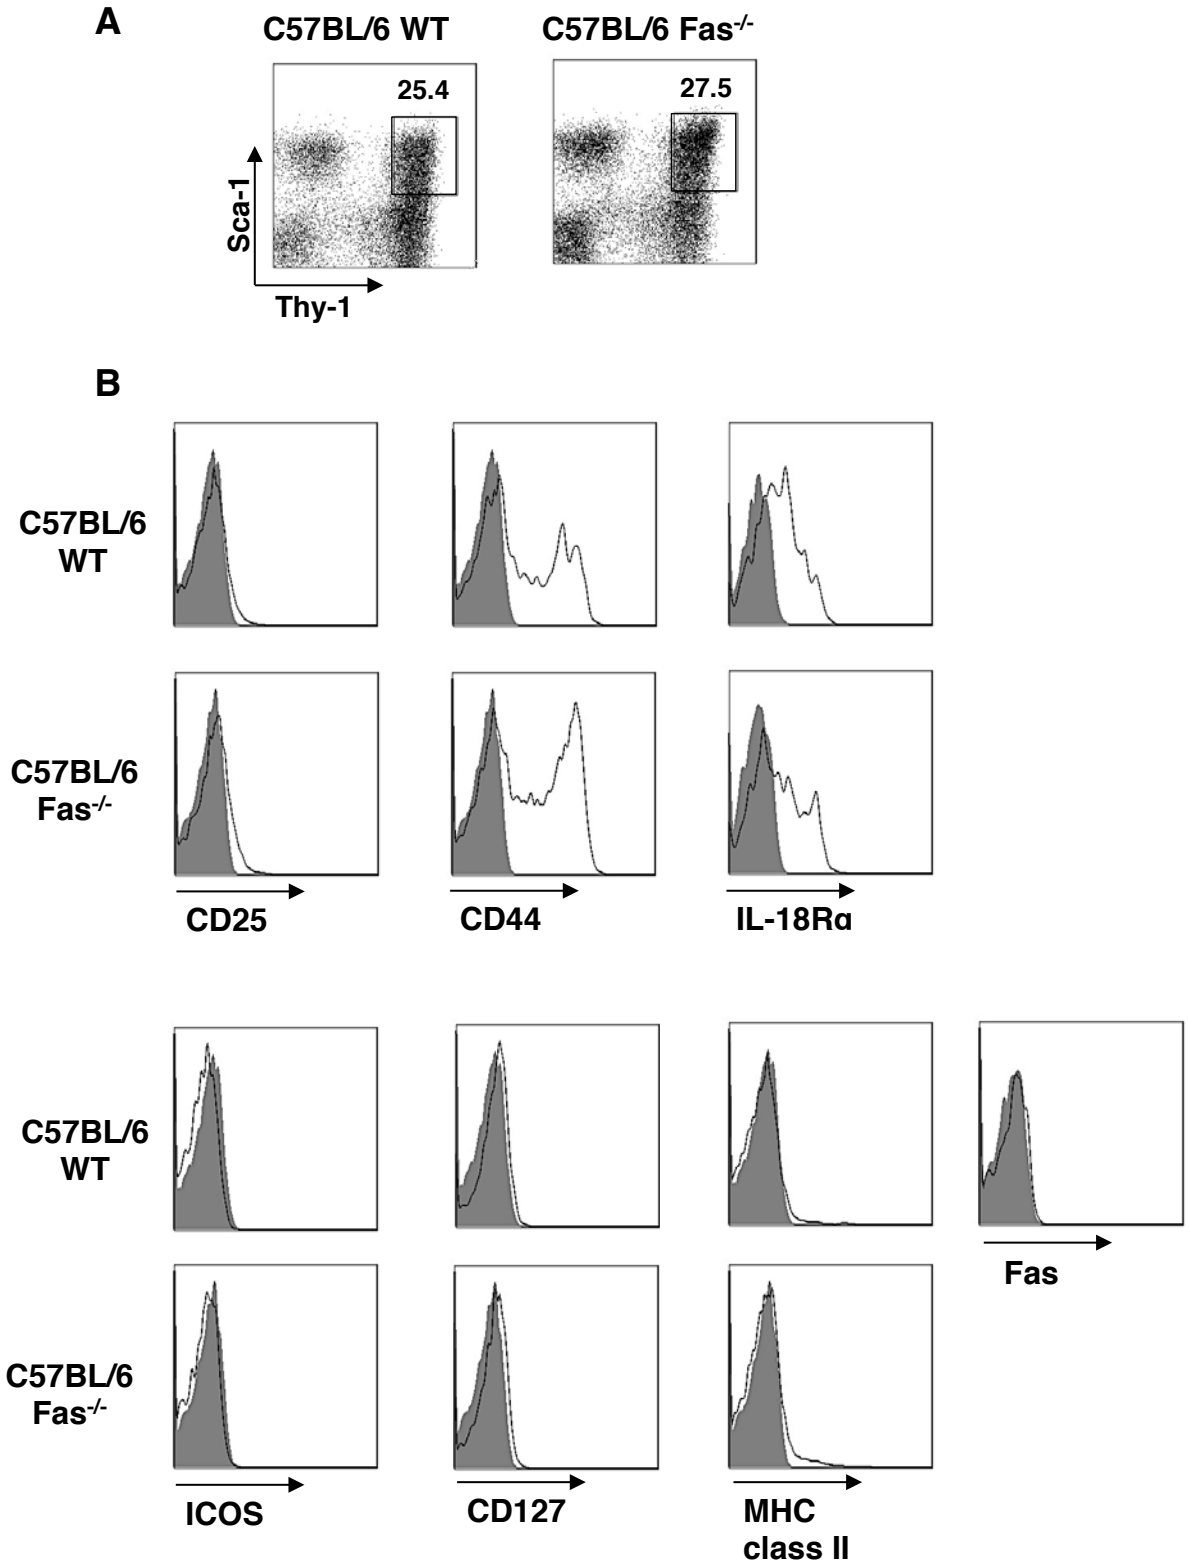 A
C57BL/6 WT
C57BL/6 Fas-/-
25.4
27.5
Sca-1
Thy-1
B
C57BL/6
WT
C57BL/6
Fas-/-
CD25
CD44
IL-18Rα
C57BL/6
WT
Fas
C57BL/6
Fas-/-
ICOS
CD127
MHC
class II